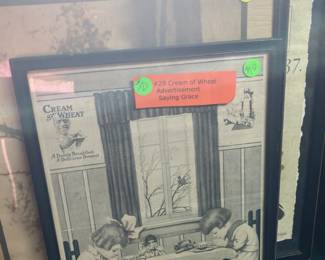 #29 Cream of Wheat
Advertisement
Saying Grace
37.
CREAM
of WHEAT
A Dainty Breakfast
A Delicious Dessert